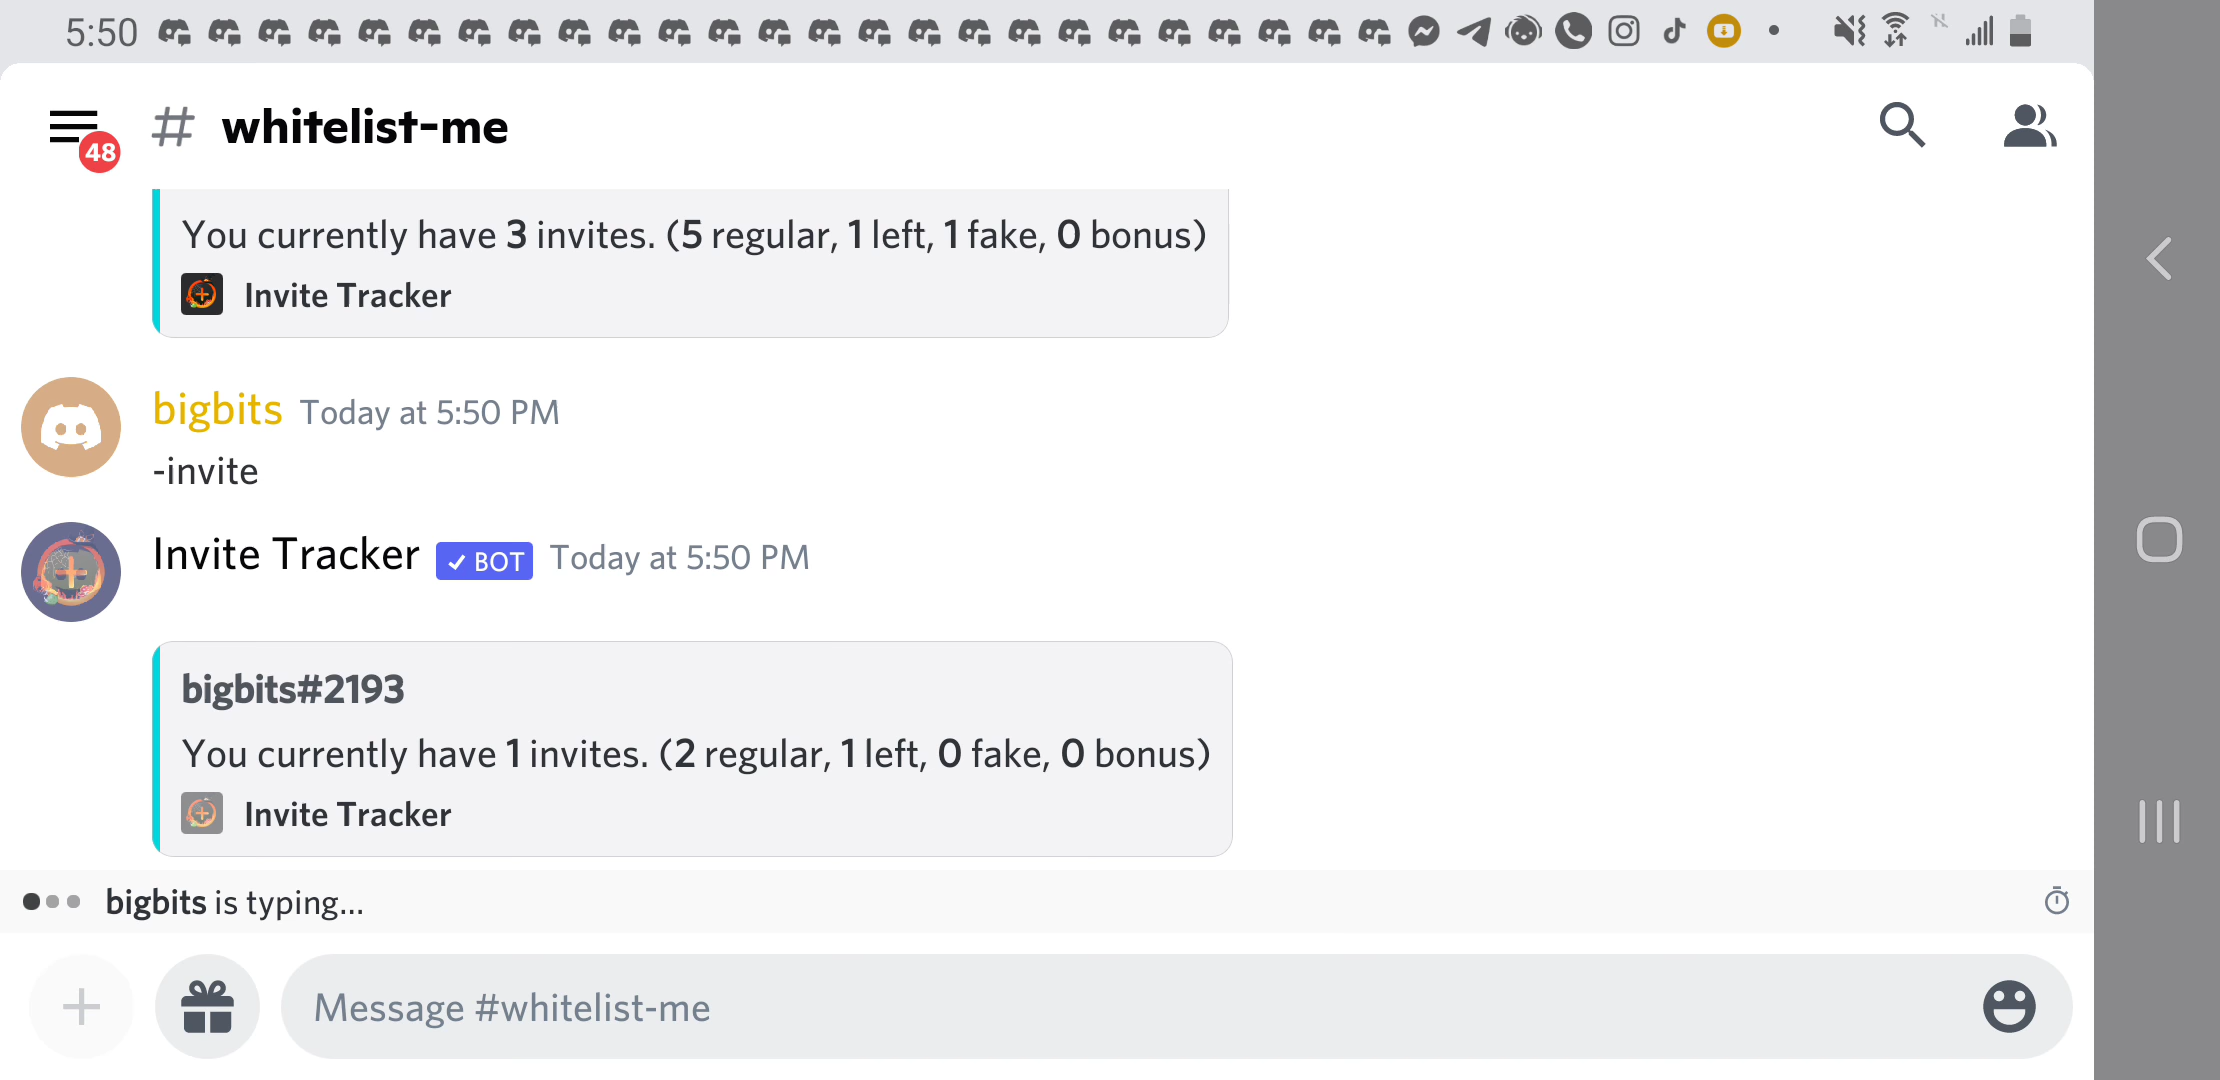 5:50
48
# whitelist-me
You currently have 3 invites. (5 regular, 1 left, 1 fake, 0 bonus)
Invite Tracker
bigbits Today at 5:50 PM
-invite
Invite Tracker ✓ BOT Today at 5:50 PM
bigbits#2193
You currently have 1 invites. (2 regular, 1 left, 0 fake, 0 bonus)
Invite Tracker
bigbits is typing...
Message #whitelist-me